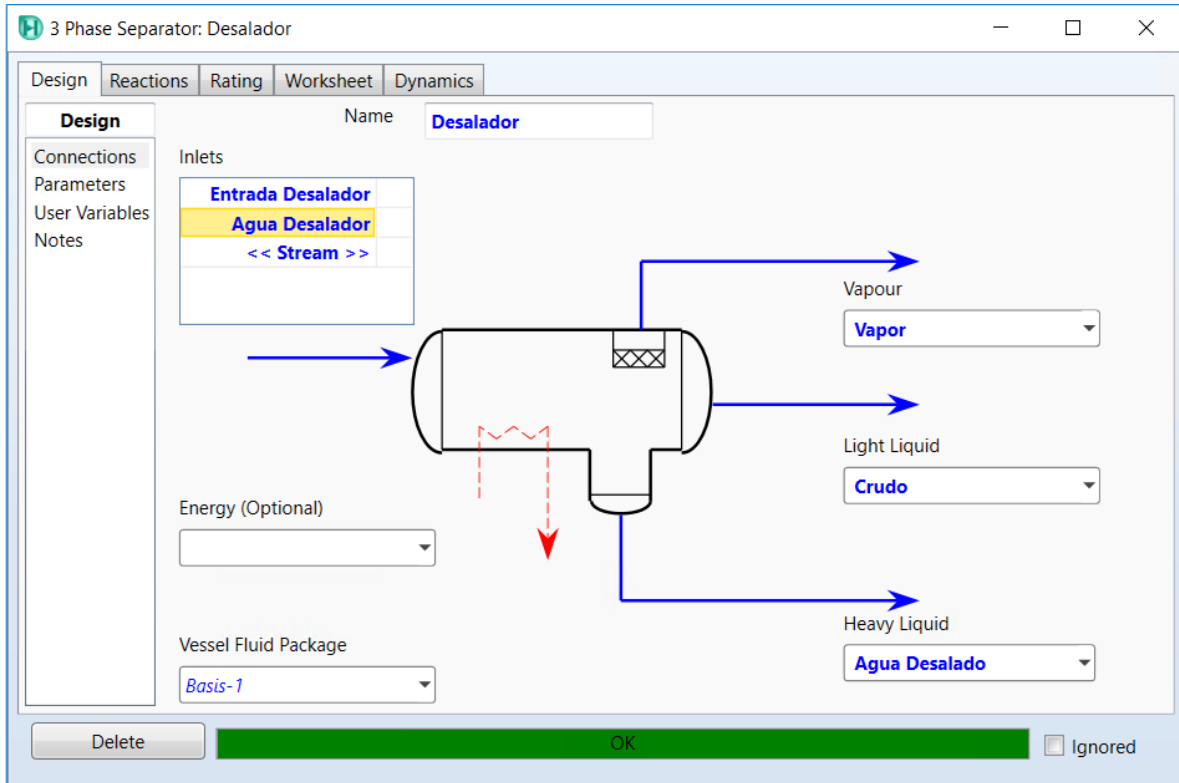 3 Phase Separator: Desalador
Design Reactions Rating Worksheet Dynamics
Design
Connections
Parameters
User Variables
Notes
Name
Desalador
Inlets
Entrada Desalador
Agua Desalador
<< Stream >>
Vapour
Vapor
Light Liquid
Crudo
Energy (Optional)
Heavy Liquid
Agua Desalado
Vessel Fluid Package
Basis-1
Delete
OK
Ignored